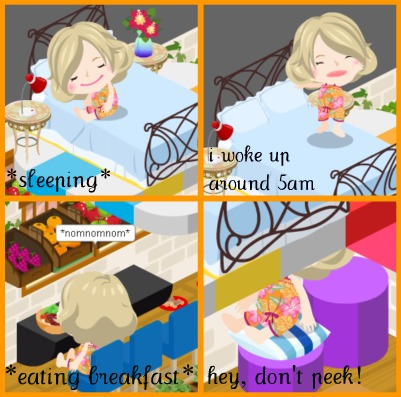 *sleeping*
i woke up
around 5am
*nomnomnom*
*eating breakfast*
hey, don't peek!